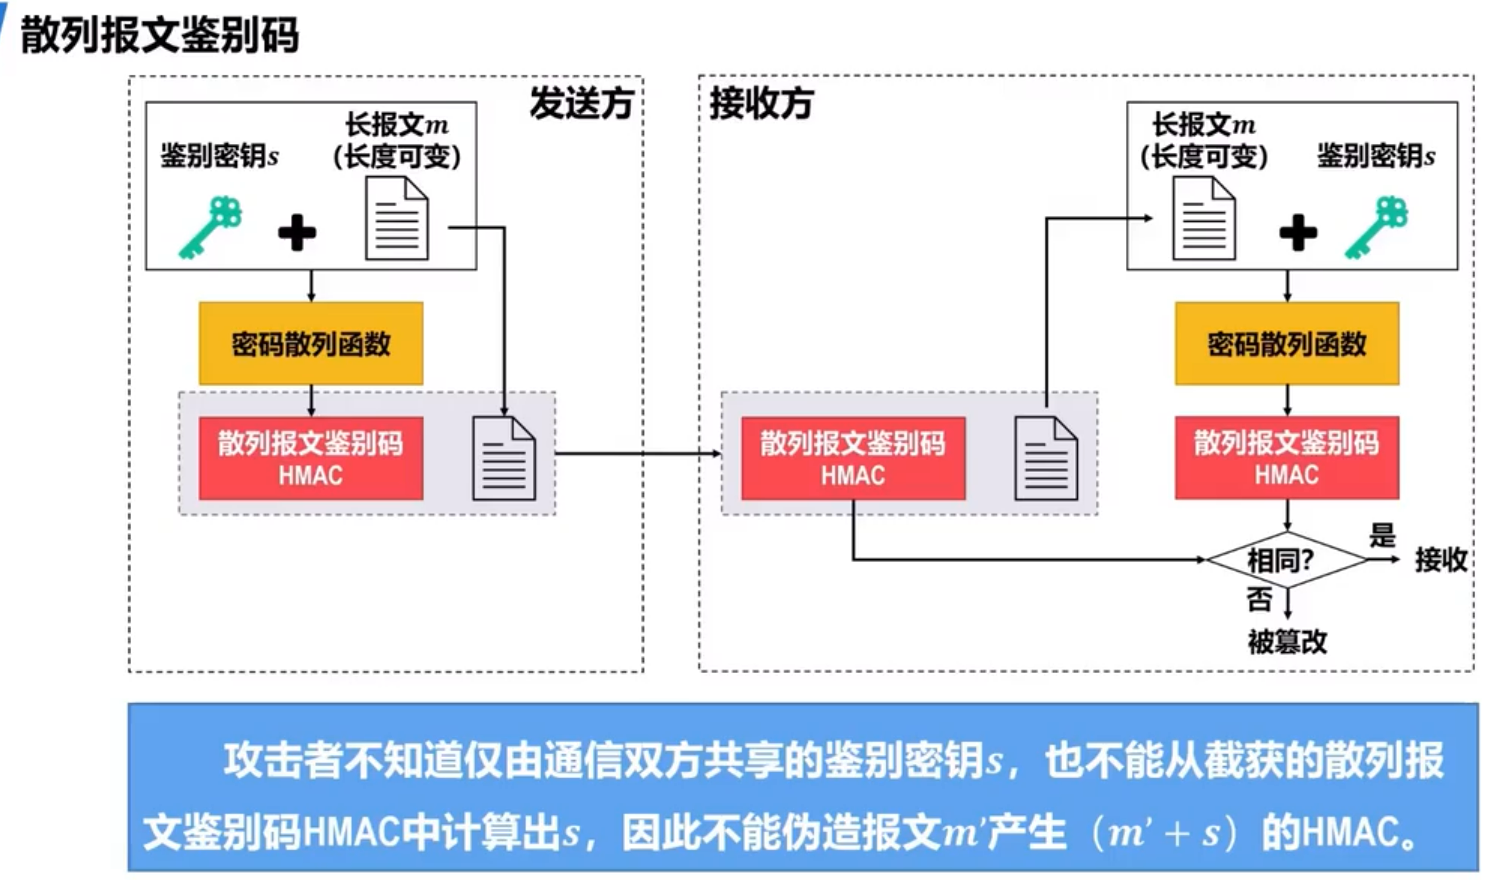 散列报文鉴别码
发送方
鉴别密钥s
长报文m
(长度可变)
密码散列函数
散列报文鉴别码
HMAC
接收方
长报文m
(长度可变)
鉴别密钥s
密码散列函数
散列报文鉴别码
HMAC
散列报文鉴别码
HMAC
相同?
是
接收
否
被篡改
攻击者不知道仅由通信双方共享的鉴别密钥s，也不能从截获的散列报
文鉴别码HMAC中计算出s，因此不能伪造报文m’产生（m’ + s）的HMAC。